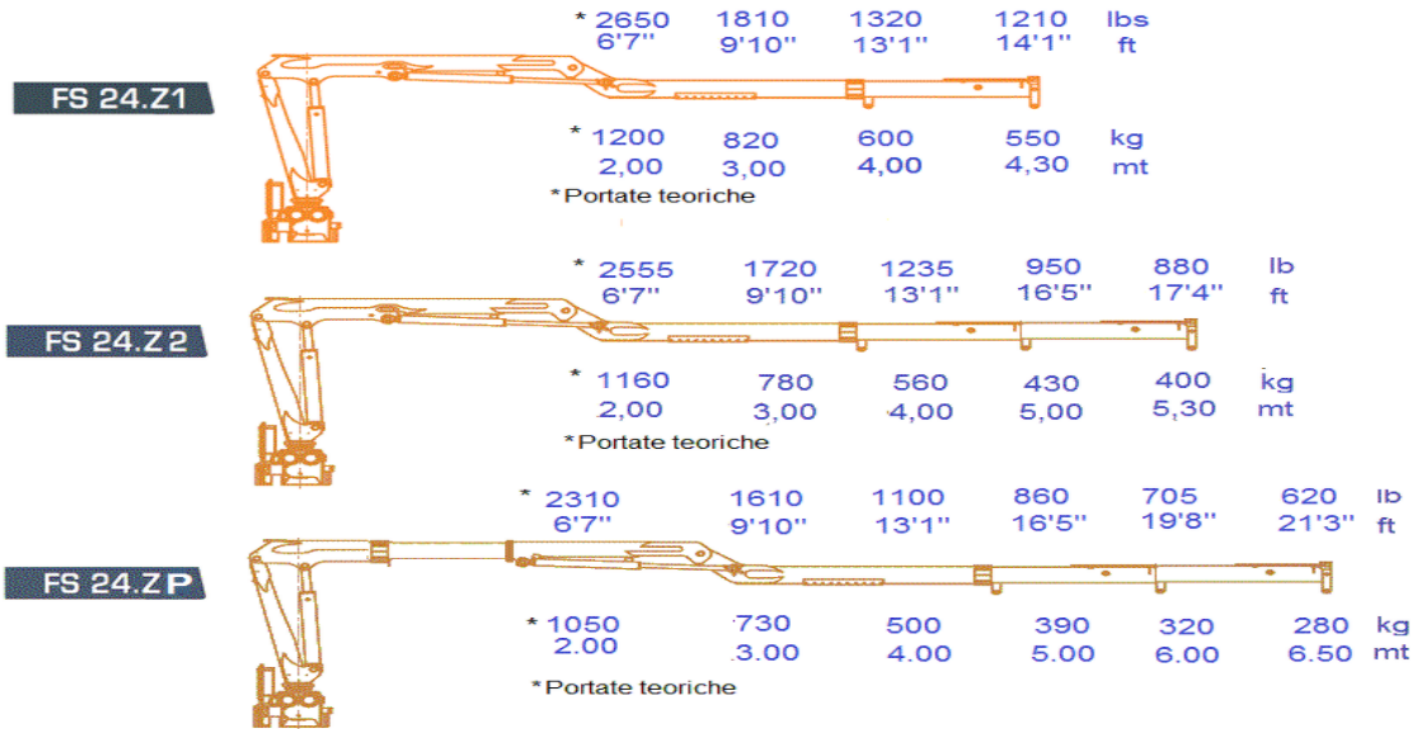 * 2650 1810 1320 1210 lbs
6'7'' 9'10'' 13'1'' 14'1'' ft
FS 24.Z1
* 1200 820 600 550 kg
2,00 3,00 4,00 4,30 mt
*Portate teoriche
* 2555 1720 1235 950 880 lb
6'7'' 9'10'' 13'1'' 16'5'' 17'4'' ft
FS 24.Z 2
* 1160 780 560 430 400 kg
2,00 3,00 4,00 5,00 5,30 mt
*Portate teoriche
* 2310 1610 1100 860 705 620 lb
6'7'' 9'10'' 13'1'' 16'5'' 19'8'' 21'3'' ft
FS 24.Z P
* 1050 730 500 390 320 280 kg
2.00 3.00 4.00 5.00 6.00 6.50 mt
*Portate teoriche